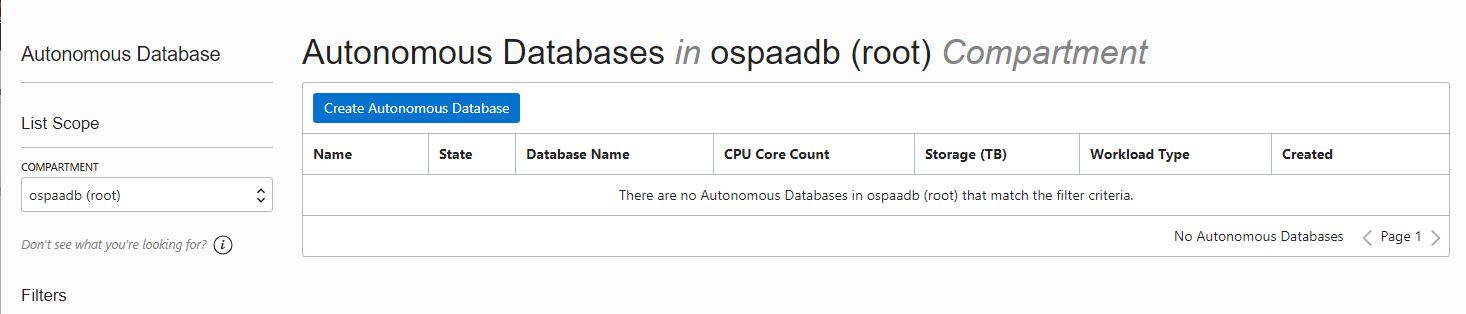 Autonomous Database
List Scope
COMPARTMENT
ospaadb (root)
Don't see what you're looking for? i
Filters
Autonomous Databases in ospaadb (root) Compartment
Create Autonomous Database
Name State Database Name CPU Core Count Storage (TB) Workload Type Created
There are no Autonomous Databases in ospaadb (root) that match the filter criteria.
No Autonomous Databases Page 1